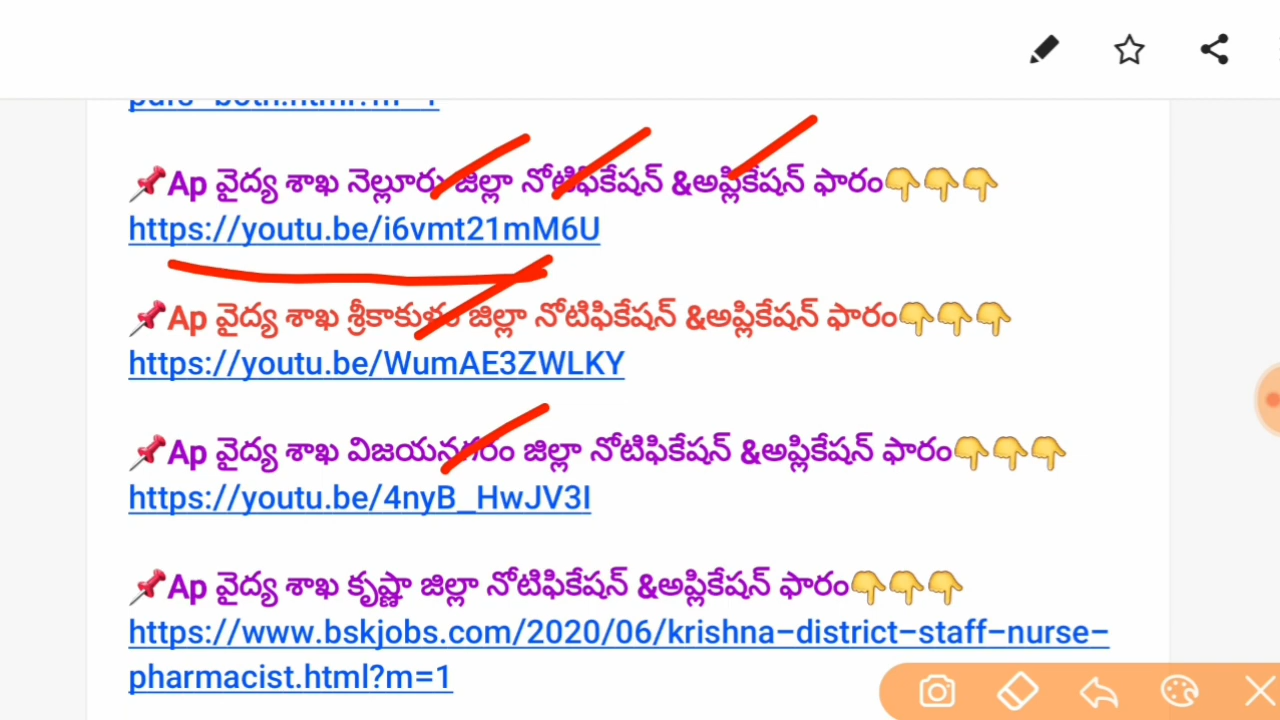 📌Ap వైద్య శాఖ నెల్లూరు జిల్లా నోటిఫికేషన్ &అప్లికేషన్ ఫారం👇👇👇
https://youtu.be/i6vmt21mM6U
📌Ap వైద్య శాఖ శ్రీకాకుళం జిల్లా నోటిఫికేషన్ &అప్లికేషన్ ఫారం👇👇👇
https://youtu.be/WumAE3ZWLKY
📌Ap వైద్య శాఖ విజయనగరం జిల్లా నోటిఫికేషన్ &అప్లికేషన్ ఫారం👇👇👇
https://youtu.be/4nyB_HwJV3I
📌Ap వైద్య శాఖ కృష్ణా జిల్లా నోటిఫికేషన్ &అప్లికేషన్ ఫారం👇👇👇
https://www.bskjobs.com/2020/06/krishna-district-staff-nurse-
pharmacist.html?m=1